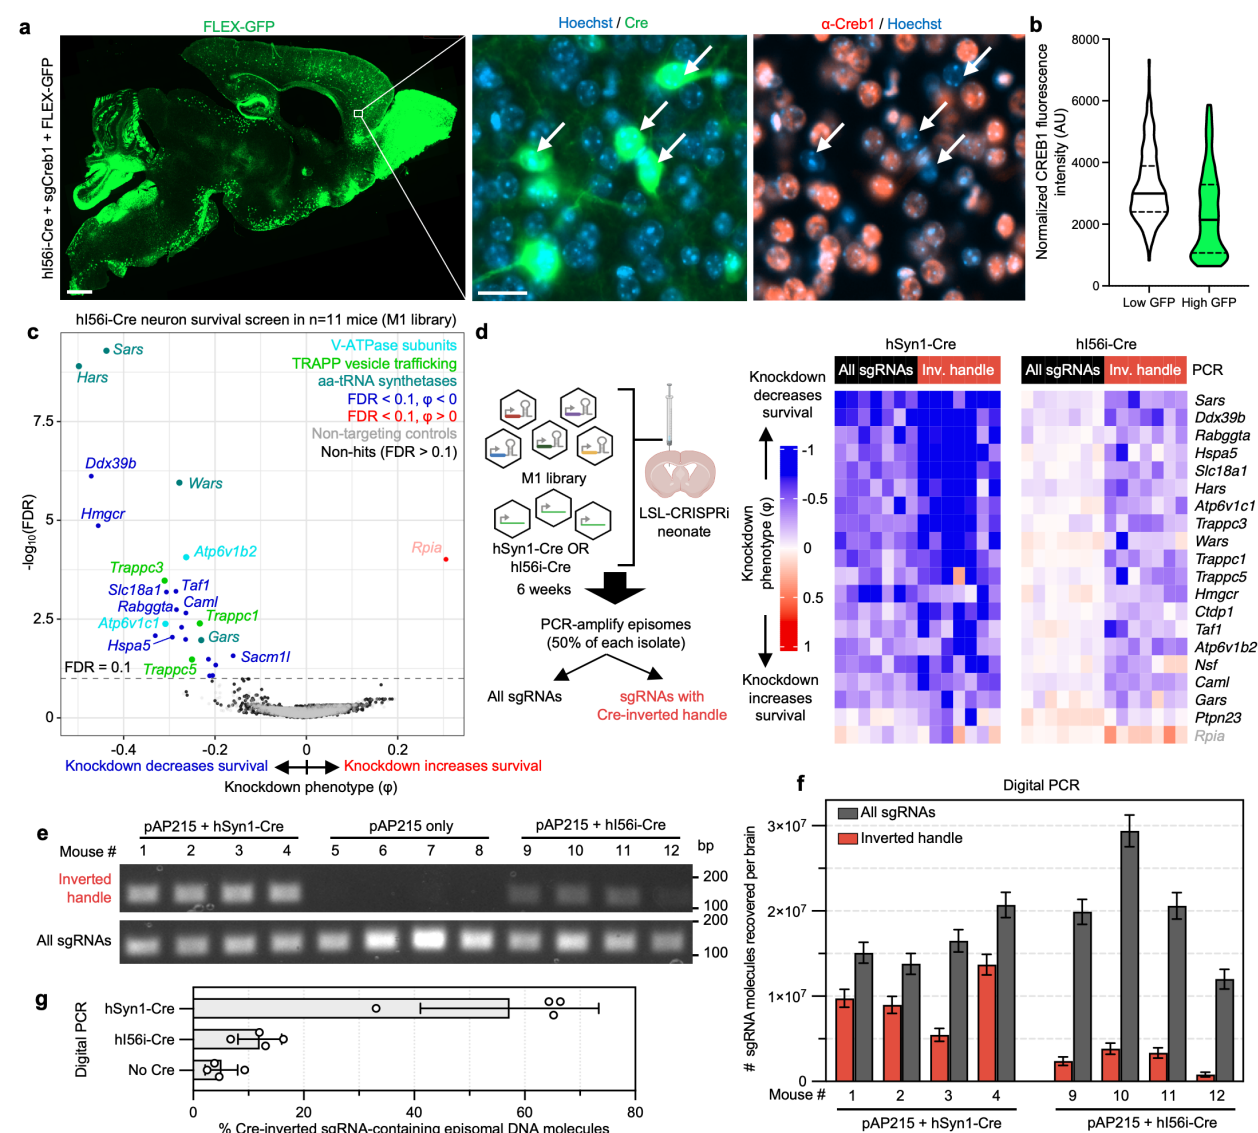 a
FLEX-GFP
hI56i-Cre + sgCreb1 + FLEX-GFP
Hoechst / Cre
α-Creb1 / Hoechst
b
Normalized CREB1 fluorescence
intensity (AU)
8000
6000
4000
2000
0
Low GFP High GFP
c
hI56i-Cre neuron survival screen in n=11 mice (M1 library)
V-ATPase subunits
TRAPP vesicle trafficking
aa-tRNA synthetases
FDR < 0.1, φ < 0
FDR < 0.1, φ > 0
Non-targeting controls
Non-hits (FDR > 0.1)
Sars
Hars
Ddx39b
Wars
Hmgcr
Atp6v1b2
Rpia
Trappc3
Slc18a1
Taf1
Rabggta
Caml
Atp6v1c1
Trappc1
Hspa5
Gars
Trappc5
Sacm1l
FDR = 0.1
-log10(FDR)
7.5
5
2.5
0
-0.4 -0.2 0 0.2
Knockdown decreases survival
Knockdown increases survival
Knockdown phenotype (φ)
d
M1 library
hSyn1-Cre OR
hI56i-Cre
LSL-CRISPRi
neonate
6 weeks
PCR-amplify episomes
(50% of each isolate)
All sgRNAs
sgRNAs with
Cre-inverted handle
Knockdown
decreases
survival
Knockdown
phenotype (φ)
-1
-0.5
0
0.5
1
Knockdown
increases
survival
hSyn1-Cre
hI56i-Cre
All sgRNAs Inv. handle
All sgRNAs Inv. handle
PCR
Sars
Ddx39b
Rabggta
Hspa5
Slc18a1
Hars
Atp6v1c1
Trappc3
Wars
Trappc1
Trappc5
Hmgcr
Ctdp1
Taf1
Atp6v1b2
Nsf
Caml
Gars
Ptpn23
Rpia
e
pAP215 + hSyn1-Cre
pAP215 only
pAP215 + hI56i-Cre
Mouse # 1 2 3 4 5 6 7 8 9 10 11 12
bp
Inverted
handle
200
100
All sgRNAs
200
100
f
Digital PCR
All sgRNAs
Inverted handle
# sgRNA molecules recovered per brain
3×10⁷
2×10⁷
1×10⁷
0
Mouse # 1 2 3 4 9 10 11 12
pAP215 + hSyn1-Cre
pAP215 + hI56i-Cre
g
Digital PCR
hSyn1-Cre
hI56i-Cre
No Cre
0 20 40 60 80
% Cre-inverted sgRNA-containing episomal DNA molecules